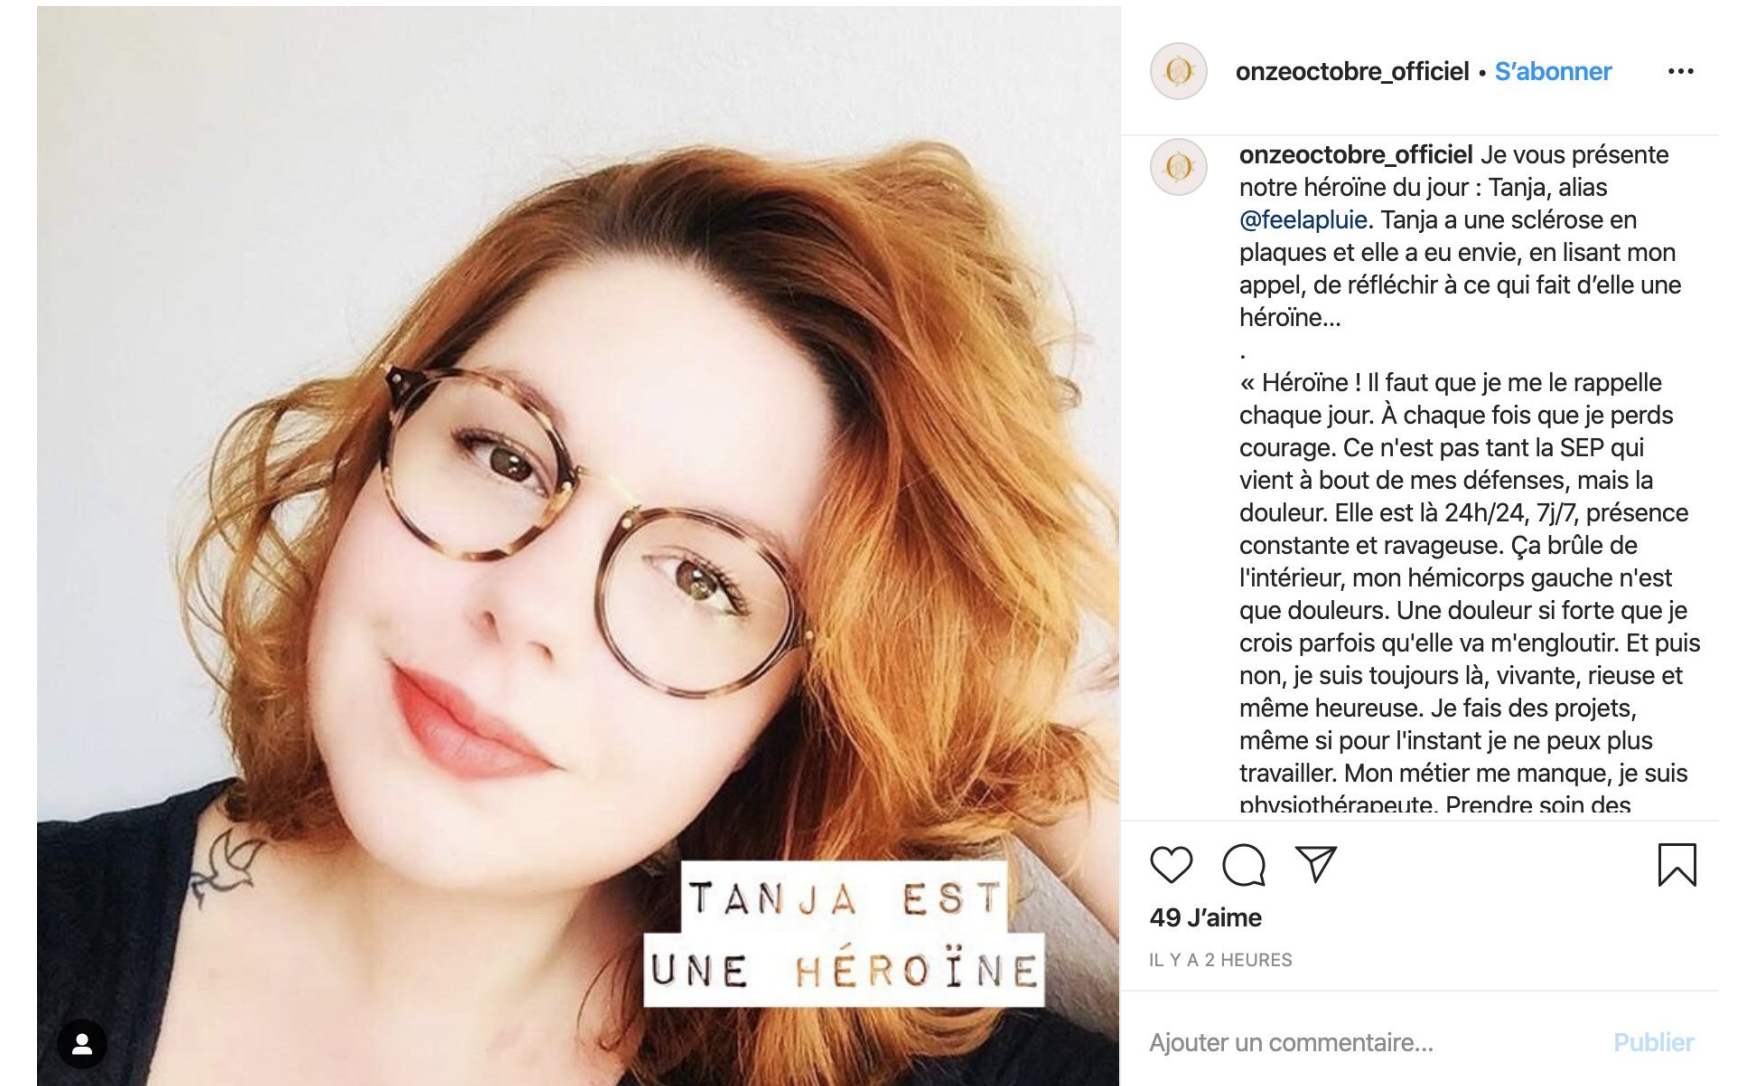 onzeoctobre_officiel • S'abonner
onzeoctobre_officiel Je vous présente
notre héroïne du jour : Tanja, alias
@feelapluie. Tanja a une sclérose en
plaques et elle a eu envie, en lisant mon
appel, de réfléchir à ce qui fait d’elle une
héroïne...
.
« Héroïne ! Il faut que je me le rappelle
chaque jour. À chaque fois que je perds
courage. Ce n'est pas tant la SEP qui
vient à bout de mes défenses, mais la
douleur. Elle est là 24h/24, 7j/7, présence
constante et ravageuse. Ça brûle de
l'intérieur, mon hémicorps gauche n'est
que douleurs. Une douleur si forte que je
crois parfois qu'elle va m'engloutir. Et puis
non, je suis toujours là, vivante, rieuse et
même heureuse. Je fais des projets,
même si pour l'instant je ne peux plus
travailler. Mon métier me manque, je suis
physiothérapeute. Prendre soin des
49 J’aime
IL Y A 2 HEURES
Ajouter un commentaire... Publier
TANJA EST
UNE HÉROÏNE